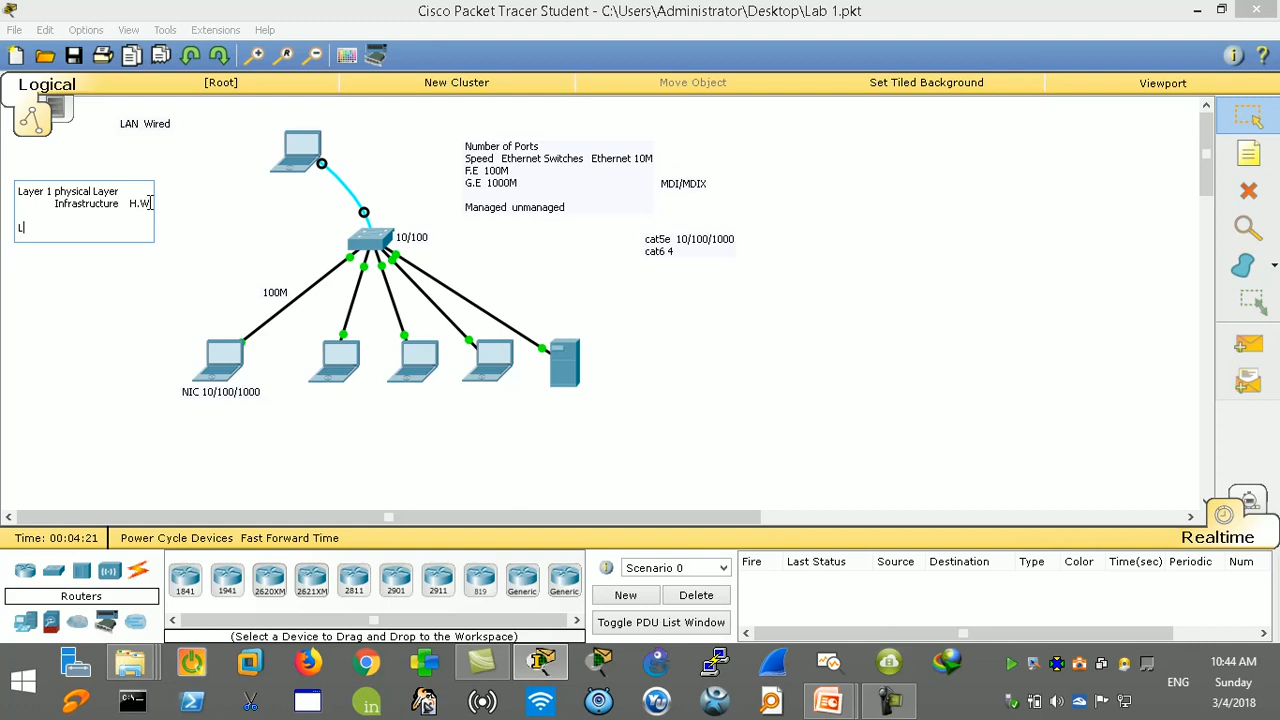 Cisco Packet Tracer Student - C:\Users\Administrator\Desktop\Lab 1.pkt
File Edit Options View Tools Extensions Help
Logical [Root] New Cluster Move Object Set Tiled Background Viewport
LAN Wired
Number of Ports
Speed Ethernet Switches Ethernet 10M
F.E 100M
G.E 1000M
MDI/MDIX
Managed unmanaged
Layer 1 physical Layer
Infrastructure H.W
L
10/100
cat5e 10/100/1000
cat6 4
100M
NIC 10/100/1000
Realtime
Time: 00:04:21 Power Cycle Devices Fast Forward Time
Routers
1841 1941 2620XM 2621XM 2811 2901 2911 819 Generic Generic
(Select a Device to Drag and Drop to the Workspace)
Scenario 0
New Delete
Toggle PDU List Window
Fire Last Status Source Destination Type Color Time(sec) Periodic Num
10:44 AM
ENG Sunday
3/4/2018
in